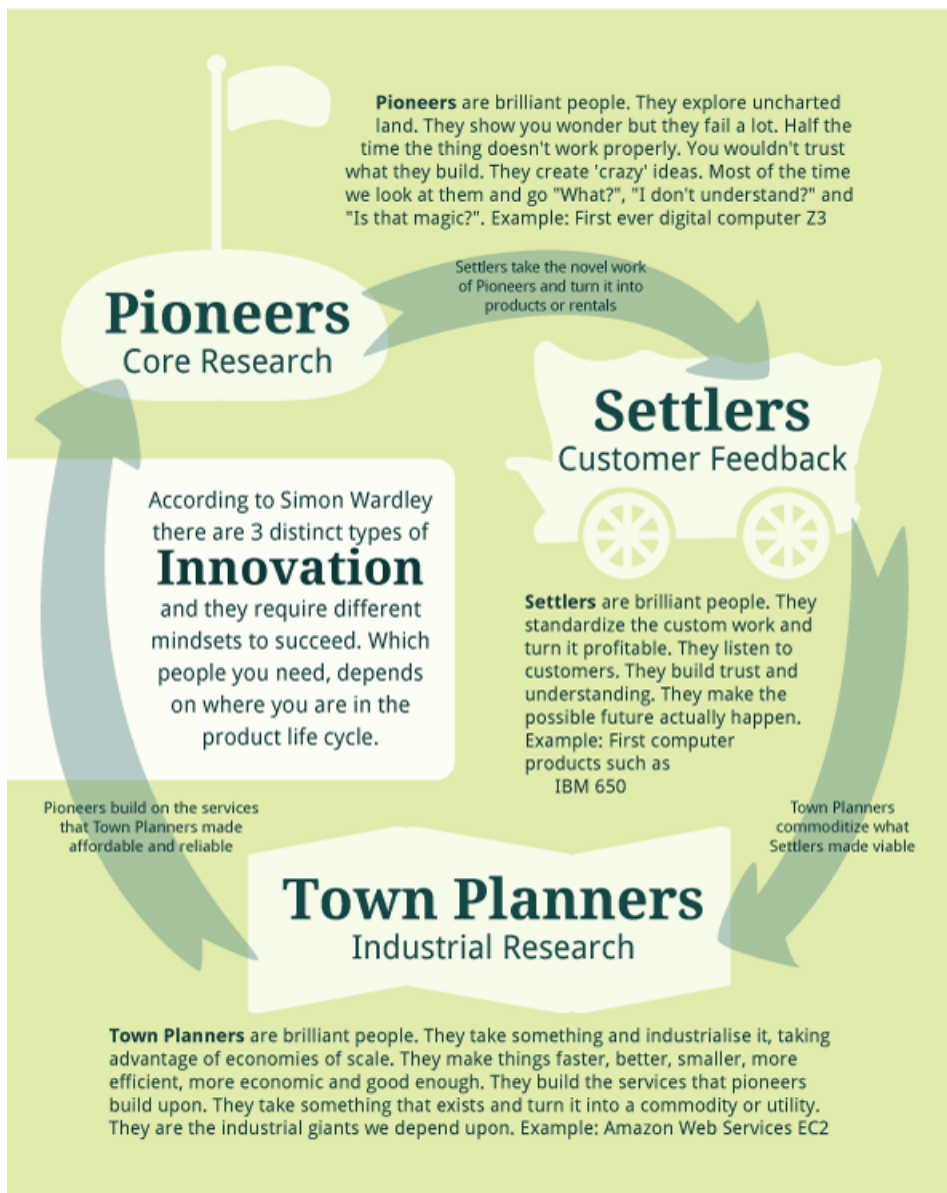 Pioneers are brilliant people. They explore uncharted
land. They show you wonder but they fail a lot. Half the
time the thing doesn't work properly. You wouldn't trust
what they build. They create 'crazy' ideas. Most of the time
we look at them and go "What?", "I don't understand?" and
"Is that magic?". Example: First ever digital computer Z3
Settlers take the novel work
of Pioneers and turn it into
products or rentals
Pioneers
Core Research
Settlers
Customer Feedback
According to Simon Wardley
there are 3 distinct types of
Innovation
and they require different
mindsets to succeed. Which
people you need, depends
on where you are in the
product life cycle.
Settlers are brilliant people. They
standardize the custom work and
turn it profitable. They listen to
customers. They build trust and
understanding. They make the
possible future actually happen.
Example: First computer
products such as
IBM 650
Pioneers build on the services
that Town Planners made
affordable and reliable
Town Planners
commoditize what
Settlers made viable
Town Planners
Industrial Research
Town Planners are brilliant people. They take something and industrialise it, taking
advantage of economies of scale. They make things faster, better, smaller, more
efficient, more economic and good enough. They build the services that pioneers
build upon. They take something that exists and turn it into a commodity or utility.
They are the industrial giants we depend upon. Example: Amazon Web Services EC2